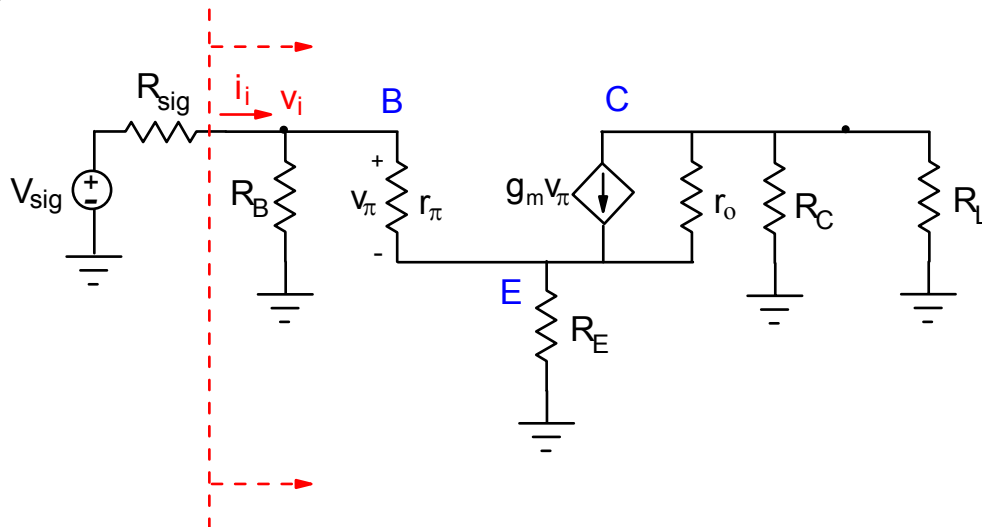 R_sig
i_i v_i
B
C
+
V_sig
+
-
R_B
v_π
r_π
g_m v_π
r_o
R_C
R_L
-
E
R_E